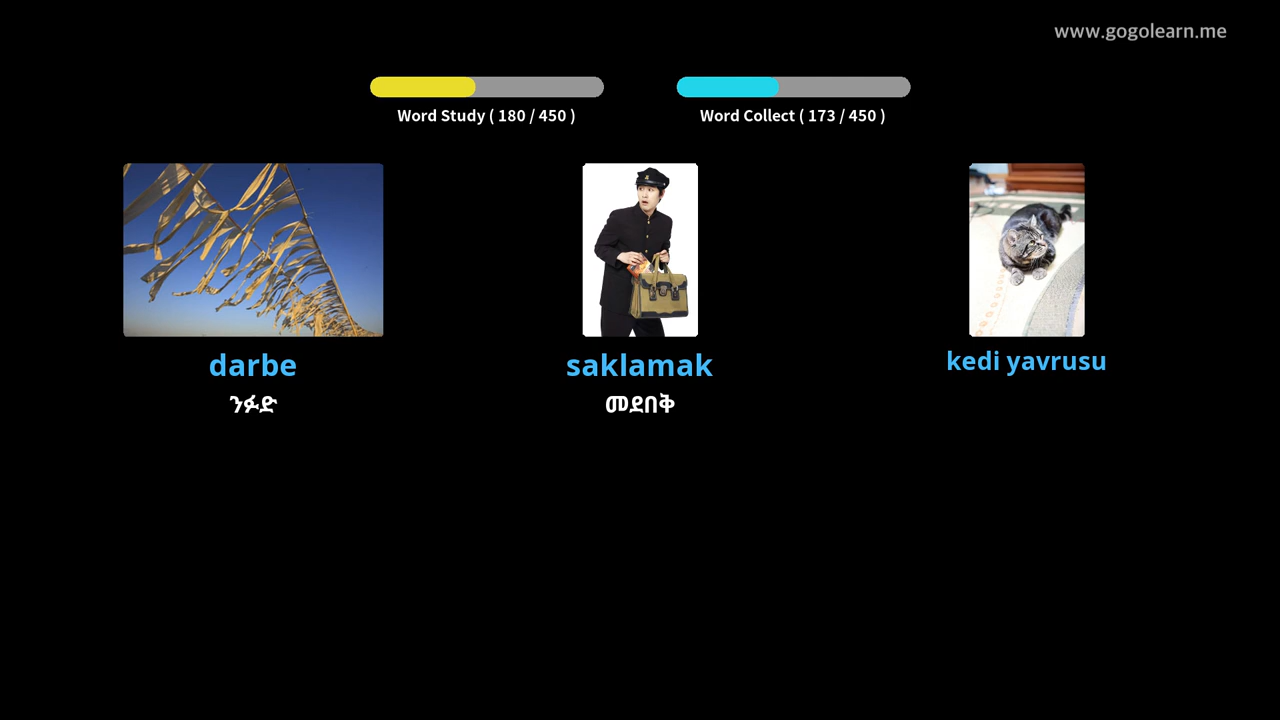 www.gogolearn.me
Word Study ( 180 / 450 )
Word Collect ( 173 / 450 )
darbe
saklamak
kedi yavrusu
ንፉድ
መደበቅ